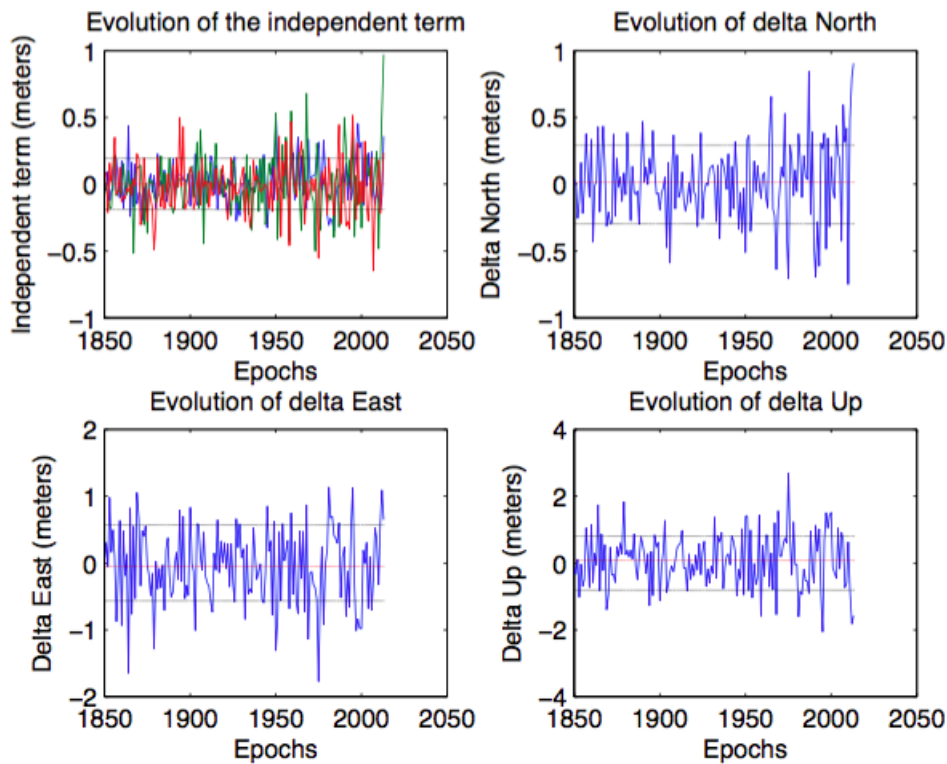 Evolution of the independent term
Independent term (meters)
1
0.5
0
−0.5
−1
1850 1900 1950 2000 2050
Epochs
Evolution of delta North
Delta North (meters)
1
0.5
0
−0.5
−1
1850 1900 1950 2000 2050
Epochs
Evolution of delta East
Delta East (meters)
2
1
0
−1
−2
1850 1900 1950 2000 2050
Epochs
Evolution of delta Up
Delta Up (meters)
4
2
0
−2
−4
1850 1900 1950 2000 2050
Epochs